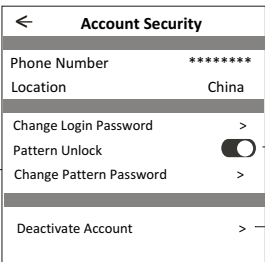 Account Security
Phone Number ********
Location China
Change Login Password >
Pattern Unlock
Change Pattern Password >
Deactivate Account >